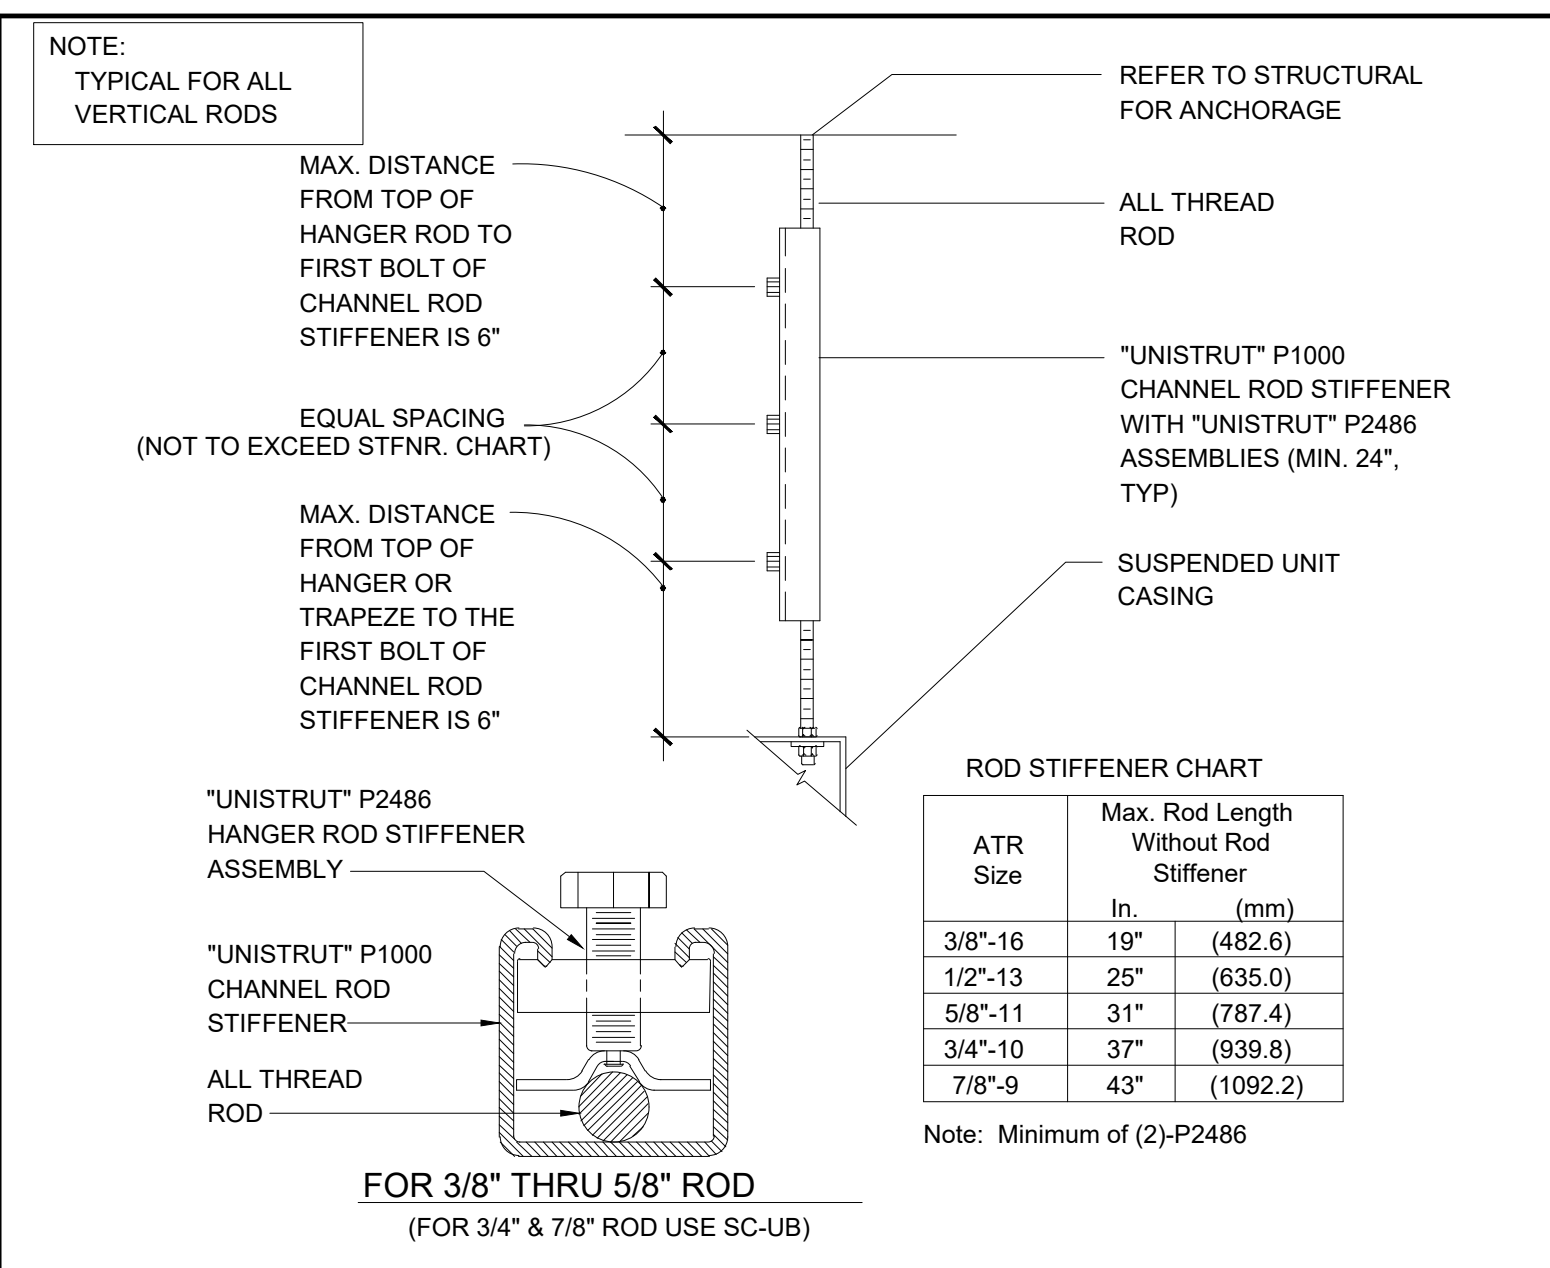 NOTE:
TYPICAL FOR ALL
VERTICAL RODS
MAX. DISTANCE
FROM TOP OF
HANGER ROD TO
FIRST BOLT OF
CHANNEL ROD
STIFFENER IS 6"
EQUAL SPACING
(NOT TO EXCEED STFNR. CHART)
MAX. DISTANCE
FROM TOP OF
HANGER OR
TRAPEZE TO THE
FIRST BOLT OF
CHANNEL ROD
STIFFENER IS 6"
REFER TO STRUCTURAL
FOR ANCHORAGE
ALL THREAD
ROD
"UNISTRUT" P1000
CHANNEL ROD STIFFENER
WITH "UNISTRUT" P2486
ASSEMBLIES (MIN. 24",
TYP)
SUSPENDED UNIT
CASING
"UNISTRUT" P2486
HANGER ROD STIFFENER
ASSEMBLY
"UNISTRUT" P1000
CHANNEL ROD
STIFFENER
ALL THREAD
ROD
FOR 3/8" THRU 5/8" ROD
(FOR 3/4" & 7/8" ROD USE SC-UB)
ROD STIFFENER CHART
ATR
Size
Max. Rod Length
Without Rod
Stiffener
In. (mm)
3/8"-16 19" (482.6)
1/2"-13 25" (635.0)
5/8"-11 31" (787.4)
3/4"-10 37" (939.8)
7/8"-9 43" (1092.2)
Note: Minimum of (2)-P2486